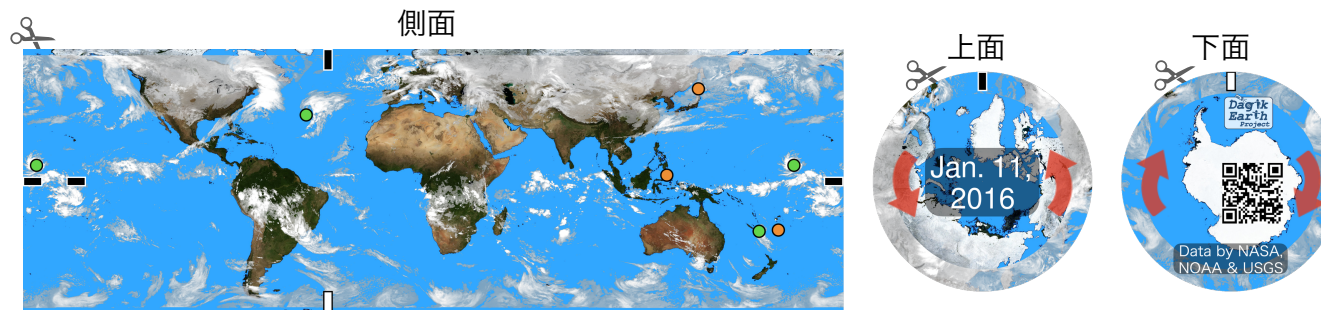 側面
上面
下面
Jan. 11,
2016
Dagik
Earth
Project
Data by NASA,
NOAA & USGS